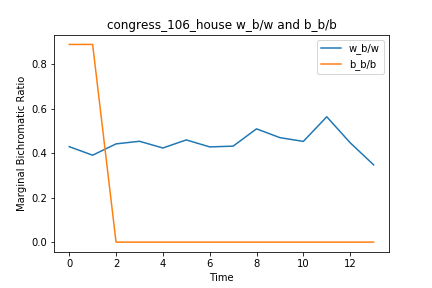 congress_106_house w_b/w and b_b/b
w_b/w
b_b/b
Marginal Bichromatic Ratio
0.8
0.6
0.4
0.2
0.0
0 2 4 6 8 10 12
Time